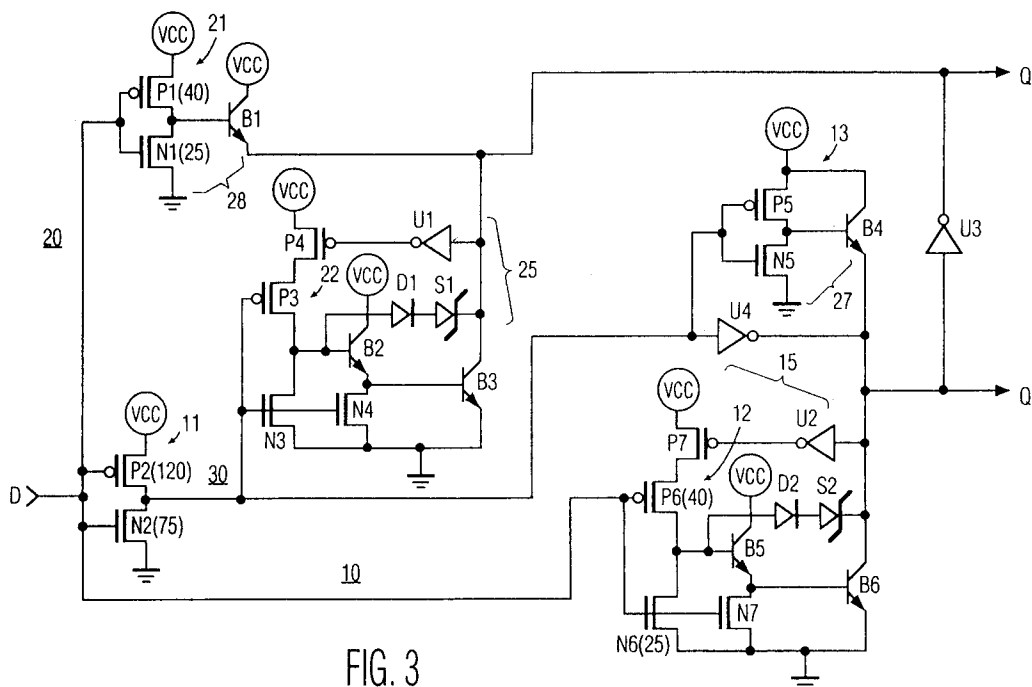 VCC
21
VCC
Q
P1(40)
B1
N1(25)
28
VCC
13
VCC
20
P4
U1
25
P5
B4
U3
22
VCC
P3
D1
S1
N5
27
B2
U4
VCC
11
N4
B3
15
VCC
U2
Q
N3
P7
12
P2(120)
30
VCC
D
P6(40)
D2
S2
N2(75)
B5
10
B6
N7
N6(25)
FIG. 3